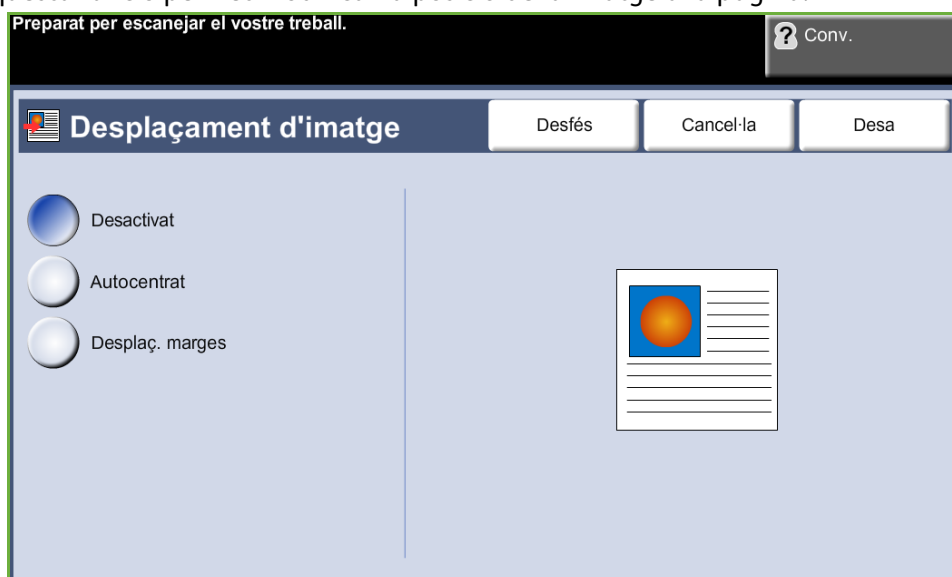 Preparat per escanejar el vostre treball.
Conv.
Desplaçament d'imatge
Desfés
Cancel·la
Desa
Desactivat
Autocentrat
Desplaç. marges